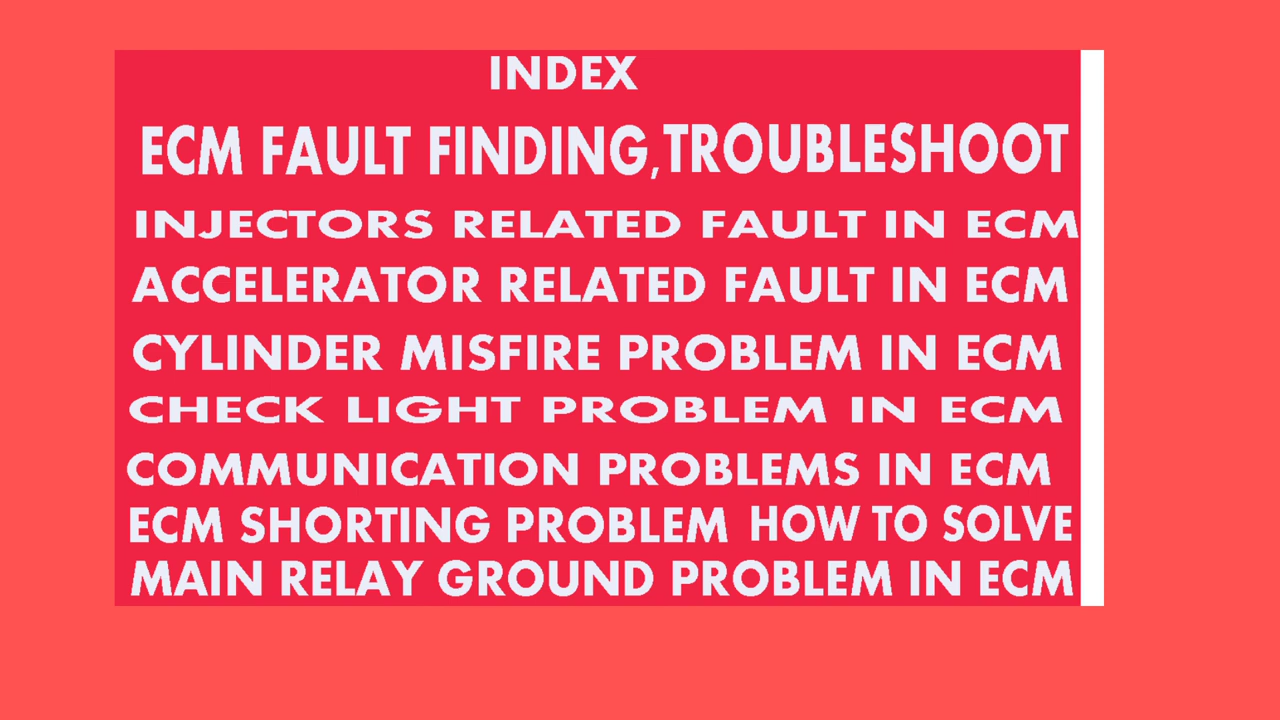 INDEX
ECM FAULT FINDING,TROUBLESHOOT
INJECTORS RELATED FAULT IN ECM
ACCELERATOR RELATED FAULT IN ECM
CYLINDER MISFIRE PROBLEM IN ECM
CHECK LIGHT PROBLEM IN ECM
COMMUNICATION PROBLEMS IN ECM
ECM SHORTING PROBLEM HOW TO SOLVE
MAIN RELAY GROUND PROBLEM IN ECM